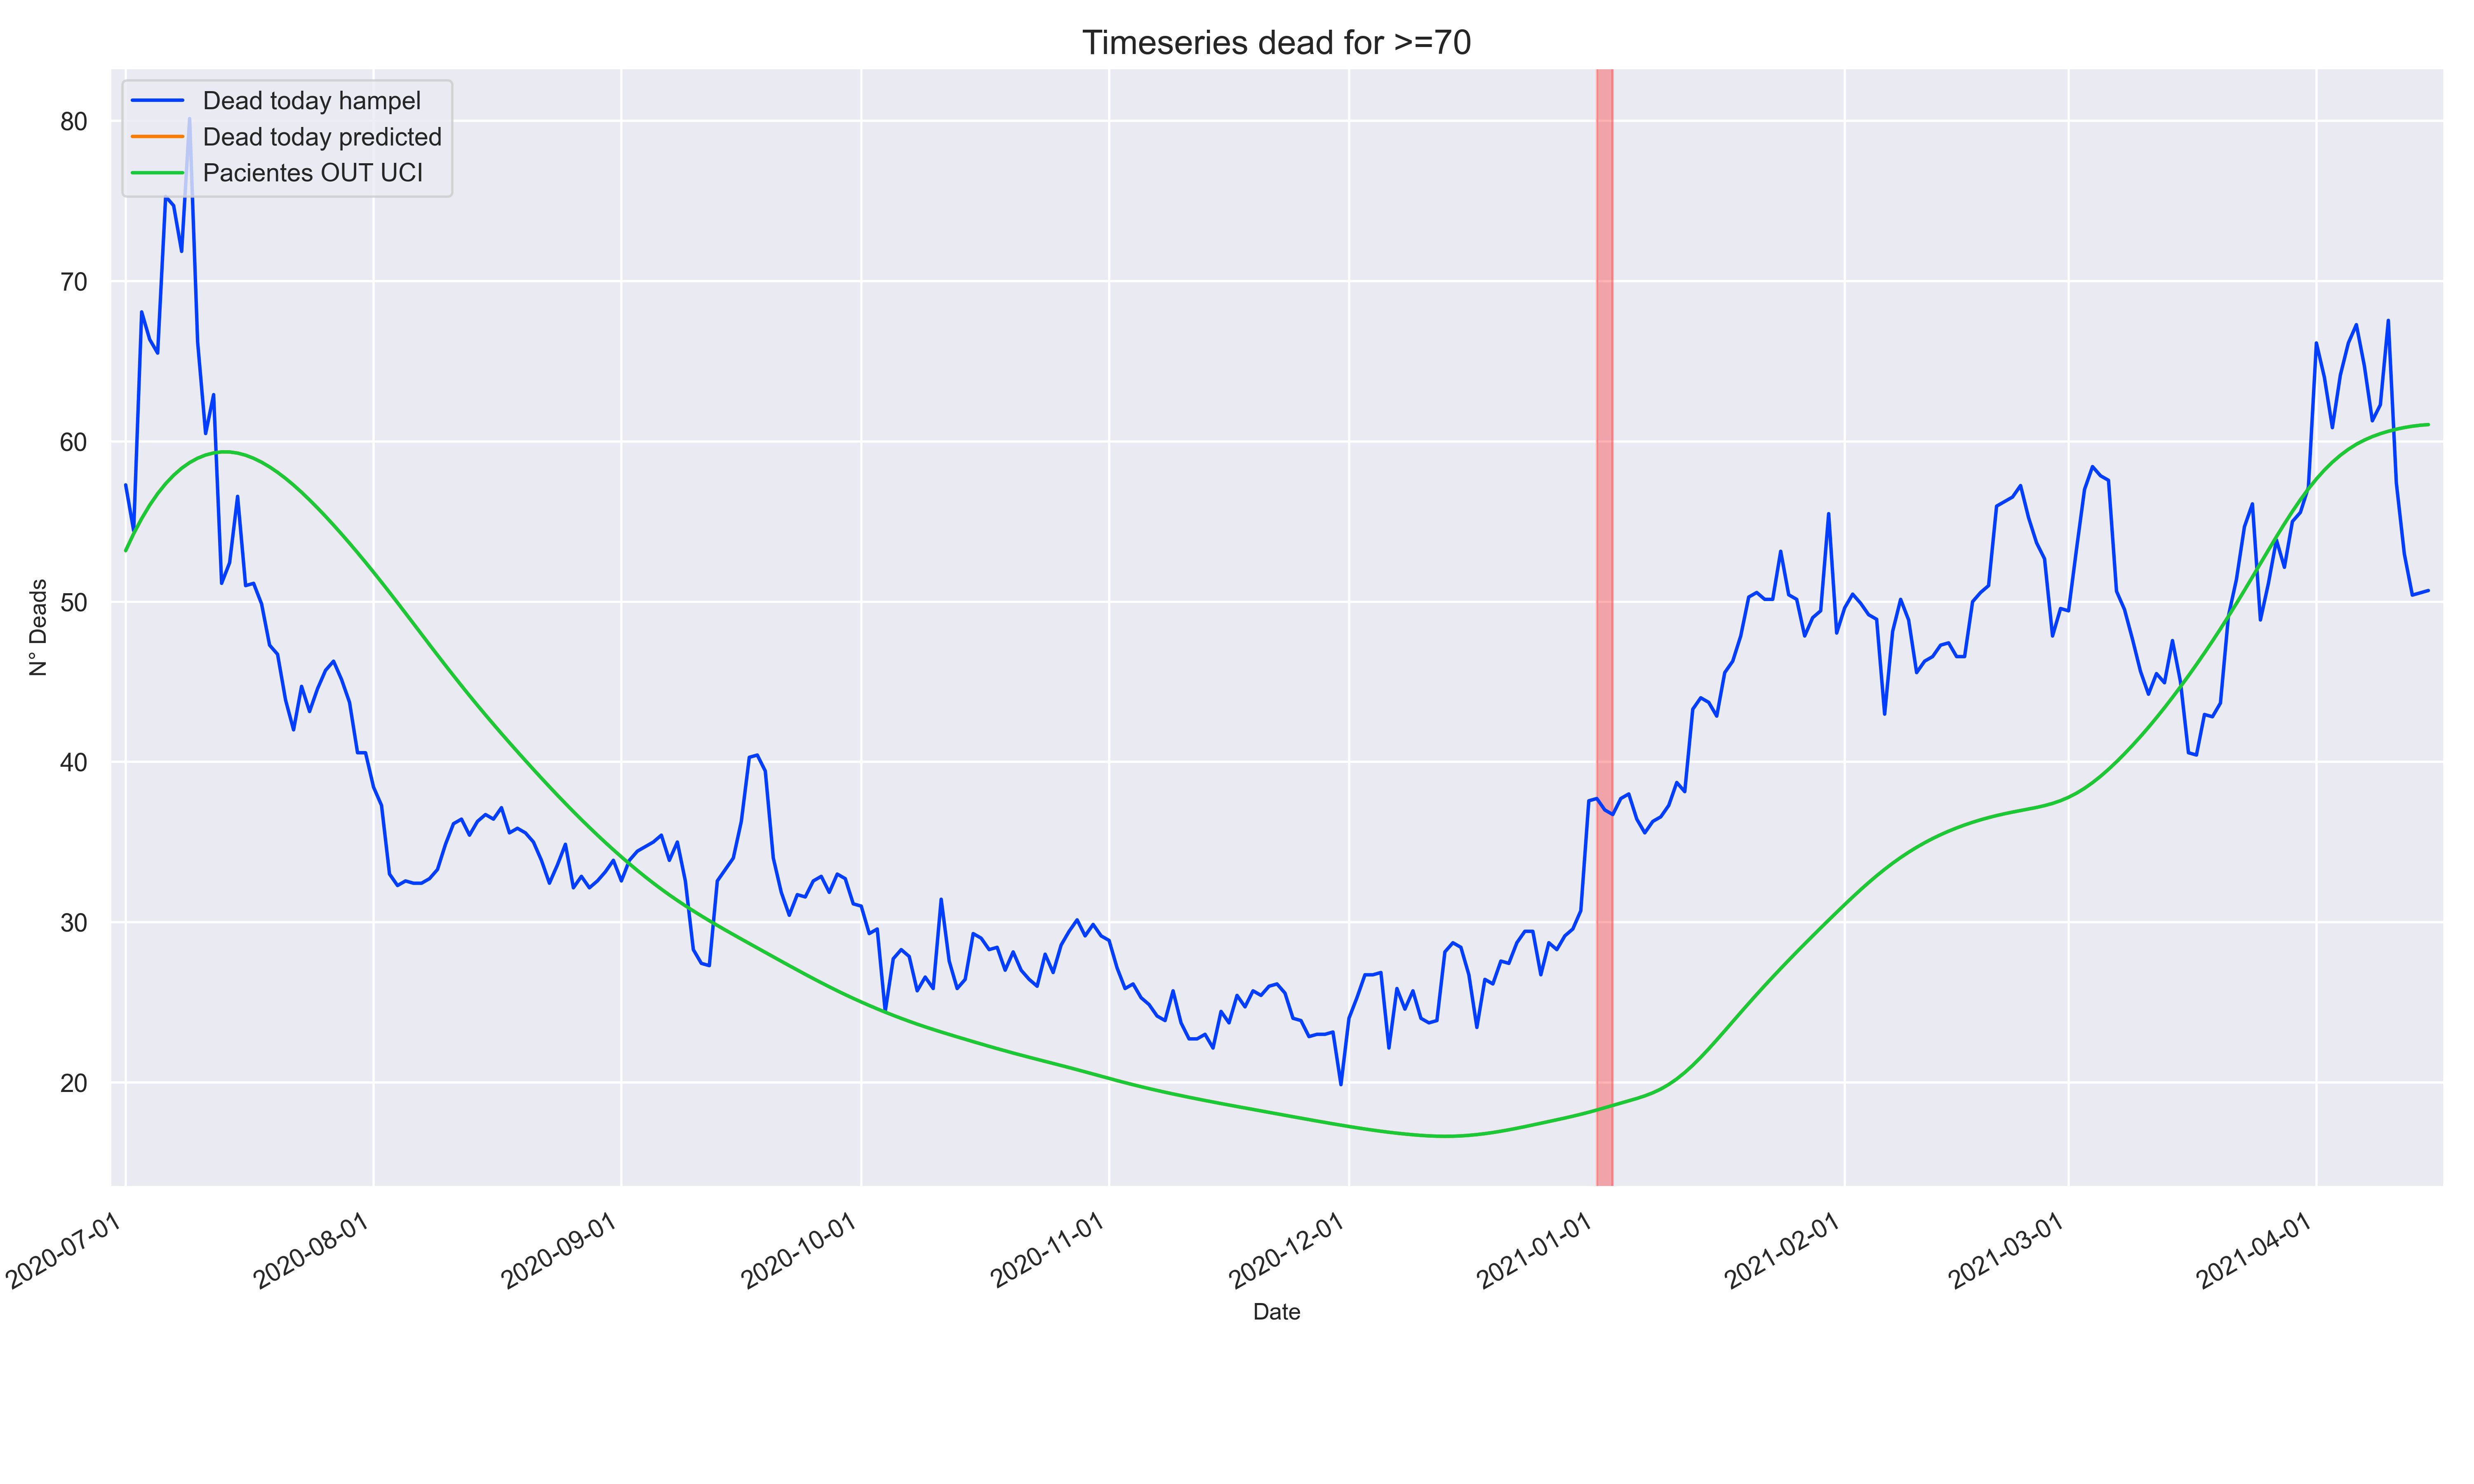 Timeseries dead for >=70
Dead today hampel
Dead today predicted
Pacientes OUT UCI
80
70
60
50
40
30
20
N° Deads
2020-07-01
2020-08-01
2020-09-01
2020-10-01
2020-11-01
2020-12-01
2021-01-01
2021-02-01
2021-03-01
2021-04-01
Date